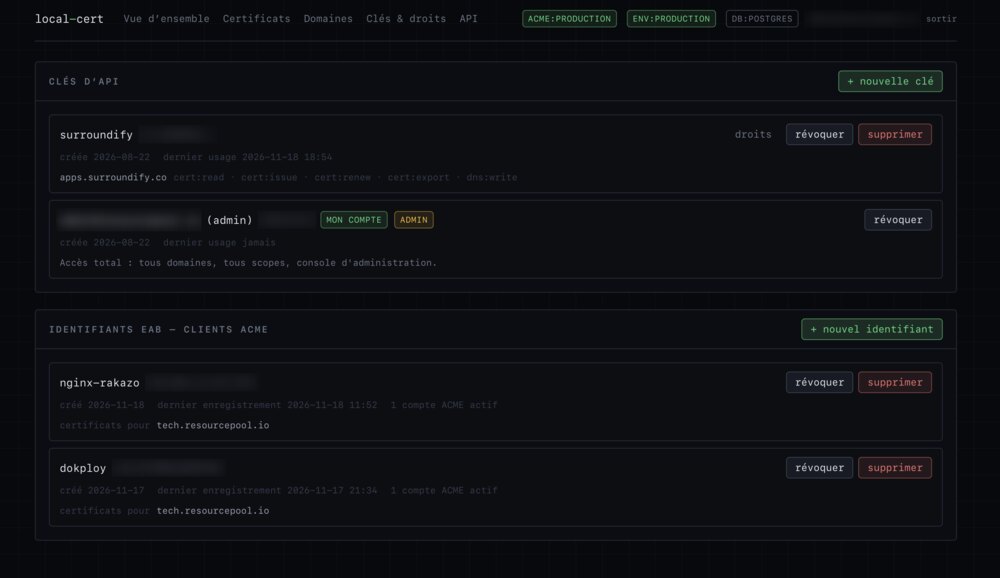 local-cert Vue d'ensemble Certificats Domaines Clés & droits API ACME:PRODUCTION ENV:PRODUCTION DB:POSTGRES sortir
CLÉS D'API + nouvelle clé
surroundify droits révoquer supprimer
créée 2026-08-22 dernier usage 2026-11-18 18:54
apps.surroundify.co cert:read · cert:issue · cert:renew · cert:export · dns:write
(admin) MON COMPTE ADMIN révoquer
créée 2026-08-22 dernier usage jamais
Accès total : tous domaines, tous scopes, console d'administration.
IDENTIFIANTS EAB — CLIENTS ACME + nouvel identifiant
nginx-rakazo révoquer supprimer
créé 2026-11-18 dernier enregistrement 2026-11-18 11:52 1 compte ACME actif
certificats pour tech.resourcepool.io
dokploy révoquer supprimer
créé 2026-11-17 dernier enregistrement 2026-11-17 21:34 1 compte ACME actif
certificats pour tech.resourcepool.io